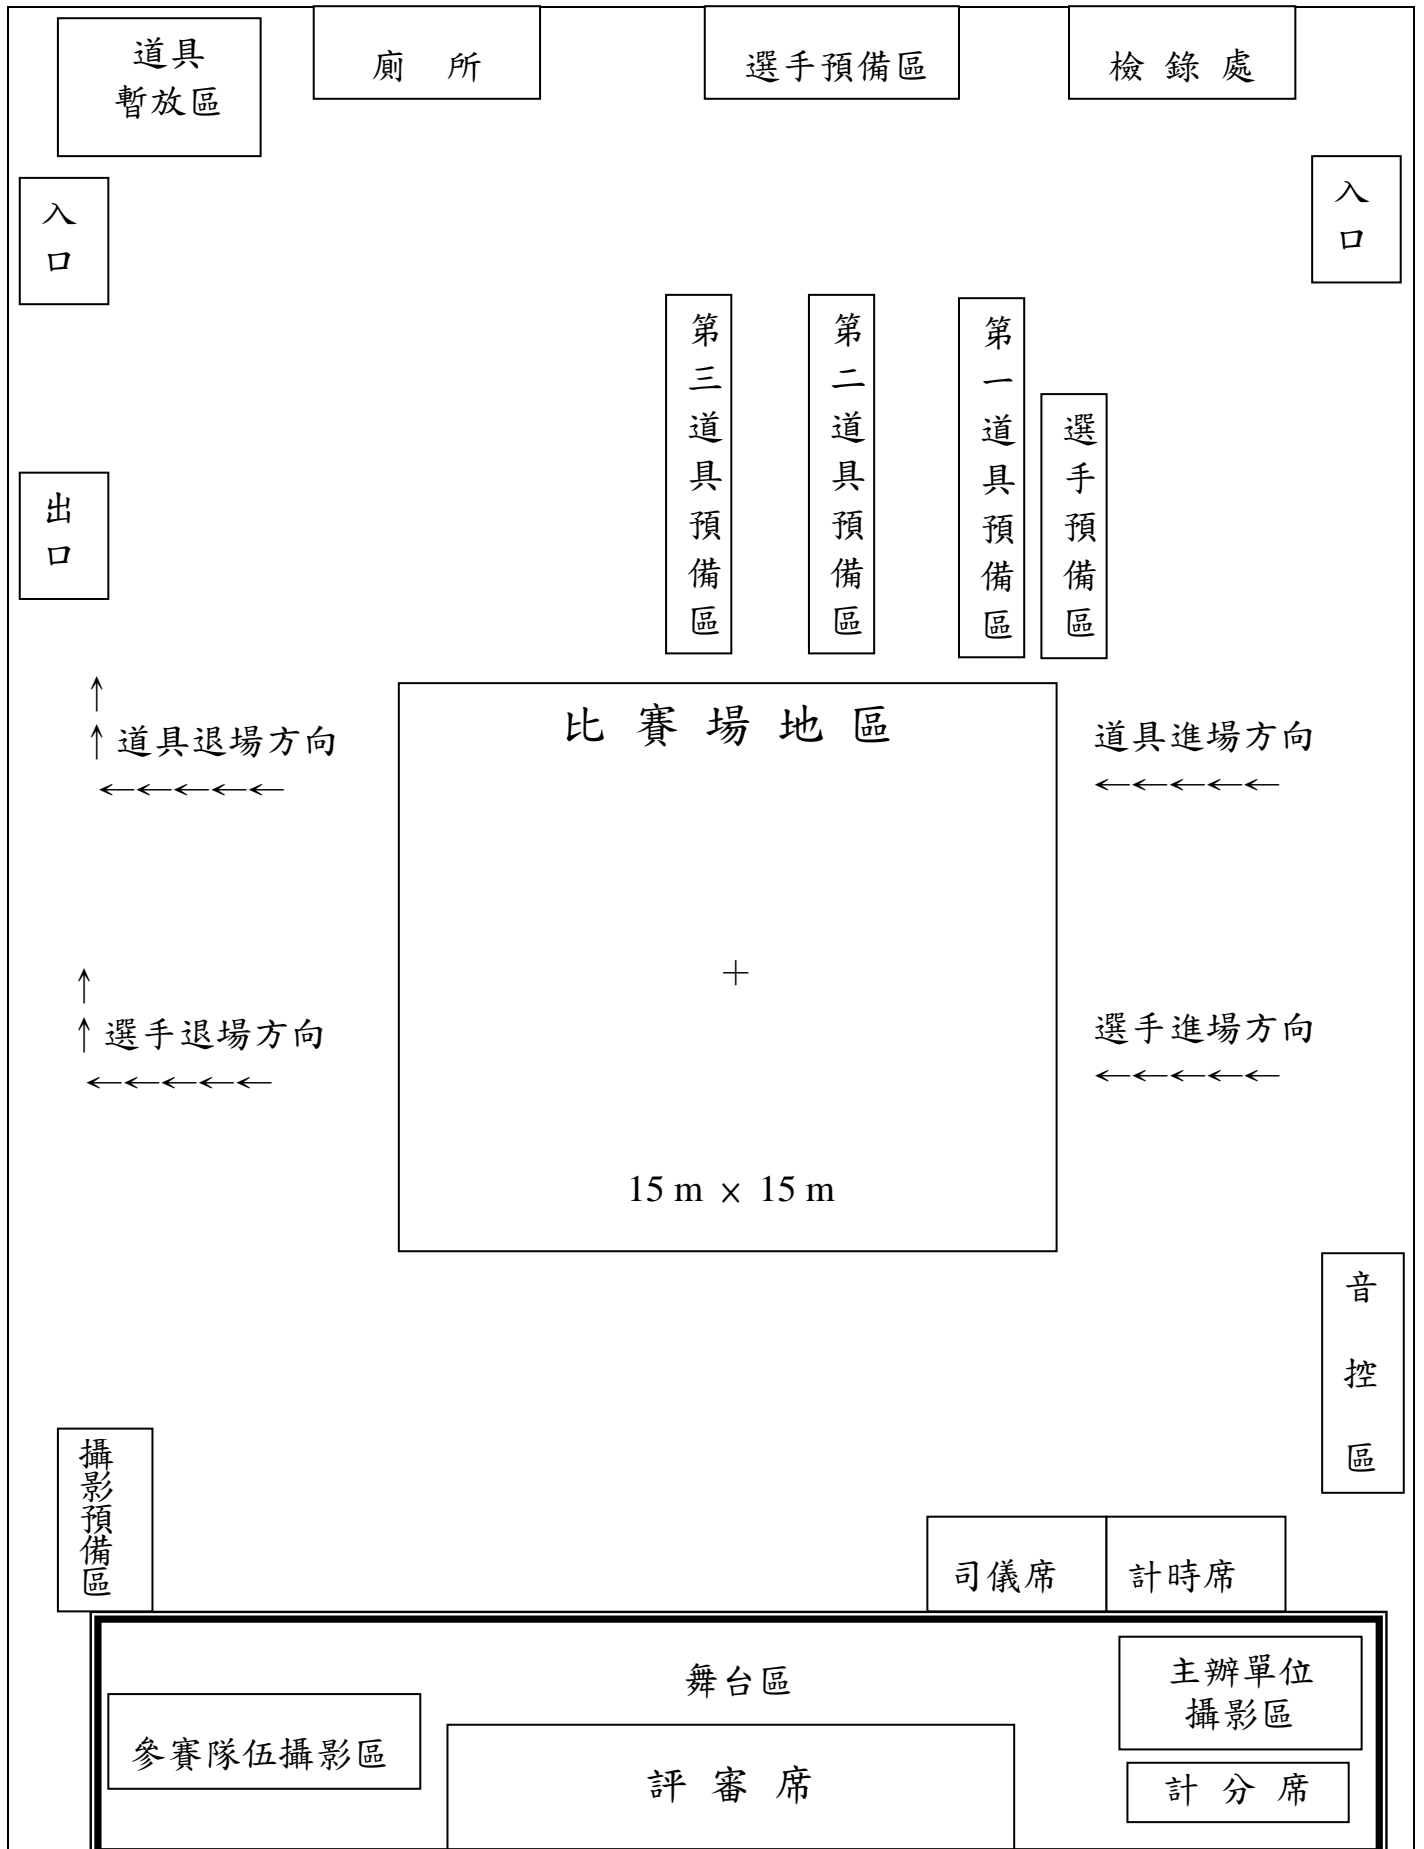 道具
暫放區
廁 所
選手預備區
檢 錄 處
入口
入口
第三道具預備區
第二道具預備區
第一道具預備區
選手預備區
出口
↑
↑道具退場方向
←←←←←
比 賽 場 地 區
道具進場方向
←←←←←
+
↑
↑選手退場方向
←←←←←
選手進場方向
←←←←←
15 m × 15 m
音控區
攝影預備區
司儀席
計時席
舞台區
主辦單位
攝影區
參賽隊伍攝影區
評 審 席
計 分 席